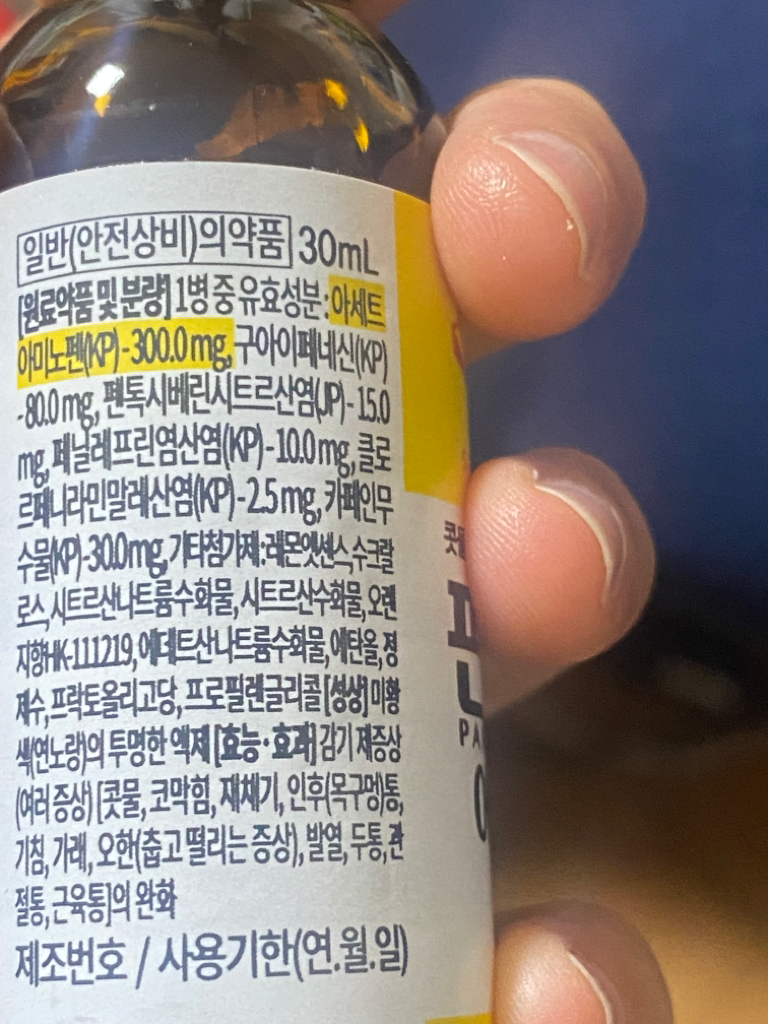 일반(안전상비)의약품 30mL
[원료약품 및 분량] 1병 중 유효성분 : 아세트
아미노펜(KP) - 300.0 mg, 구아이페네신(KP)
- 80.0 mg, 펜톡시베린시트르산염(JP) - 15.0
mg, 페닐레프린염산염(KP) - 10.0 mg, 클로
르페니라민말레산염(KP) - 2.5 mg, 카페인무
수물(KP)-30.0mg, 기타첨가제:레몬엣센스,수크랄
로스, 시트르산나트륨수화물, 시트르산수화물, 오렌
지향HK-111219, 에데트산나트륨수화물, 에탄올, 정
제수, 프락토올리고당, 프로필렌글리콜 [성상] 미황
색(연노랑)의 투명한 액제 [효능·효과] 감기 제증상
(여러 증상) [콧물, 코막힘, 재채기, 인후(목구멍)통,
기침, 가래, 오한(춥고 떨리는 증상), 발열, 두통, 관
절통, 근육통]의 완화
제조번호 / 사용기한(연.월.일)
콧물
PA